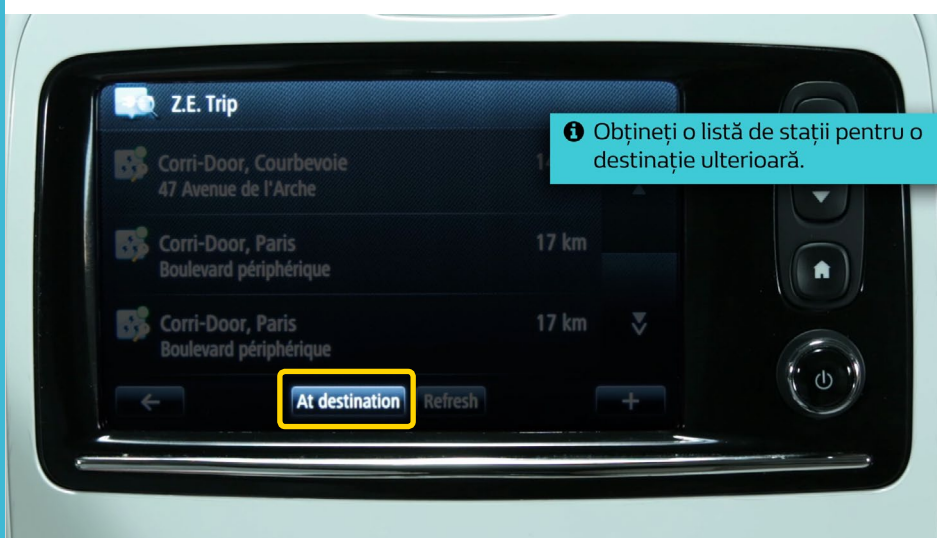 Z.E. Trip
Obțineți o listă de stații pentru o
destinație ulterioară.
Corri-Door, Courbevoie
47 Avenue de l'Arche
Corri-Door, Paris
17 km
Boulevard périphérique
Corri-Door, Paris
17 km
Boulevard périphérique
At destination
Refresh